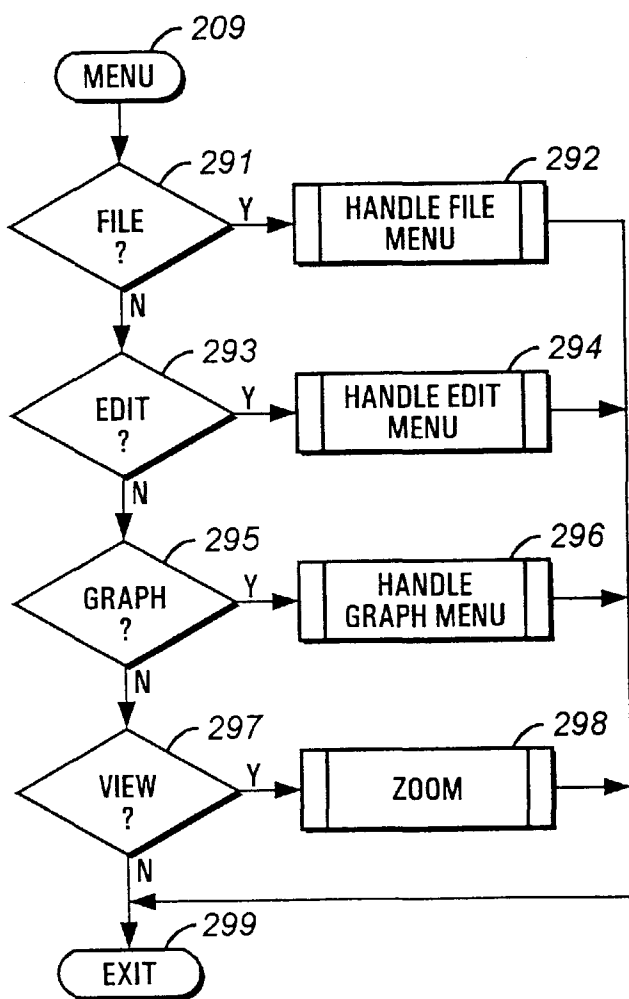 209
MENU
291
FILE
?
Y
N
292
HANDLE FILE
MENU
293
EDIT
?
Y
N
294
HANDLE EDIT
MENU
295
GRAPH
?
Y
N
296
HANDLE
GRAPH MENU
297
VIEW
?
Y
N
298
ZOOM
299
EXIT